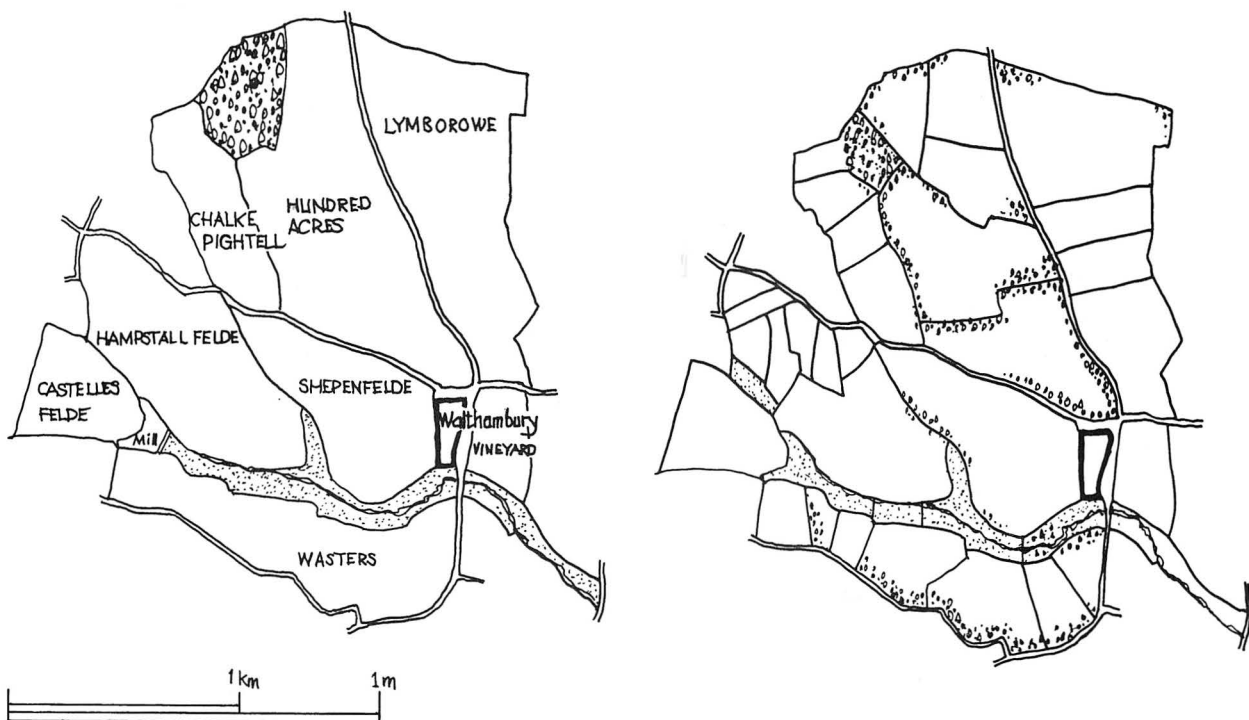 LYMBOROWE
CHALKE
PIGHTELL
HUNDRED
ACRES
HAMPSTALL FELDE
SHEPENFELDE
CASTELLES
FELDE
Mill
Walthambury
VINEYARD
WASTERS
1 Km
1 m